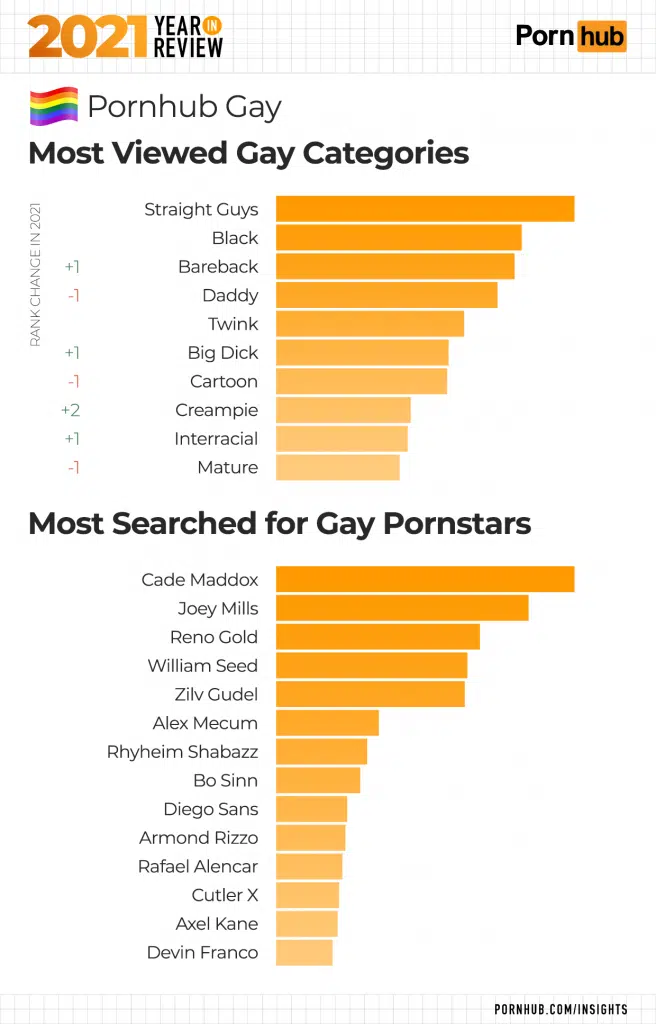 2021 YEAR IN REVIEW
Pornhub
Pornhub Gay
Most Viewed Gay Categories
RANK CHANGE IN 2021
Straight Guys
Black
+1 Bareback
-1 Daddy
Twink
+1 Big Dick
-1 Cartoon
+2 Creampie
+1 Interracial
-1 Mature
Most Searched for Gay Pornstars
Cade Maddox
Joey Mills
Reno Gold
William Seed
Zilv Gudel
Alex Mecum
Rhyheim Shabazz
Bo Sinn
Diego Sans
Armond Rizzo
Rafael Alencar
Cutler X
Axel Kane
Devin Franco
PORNHUB.COM/INSIGHTS